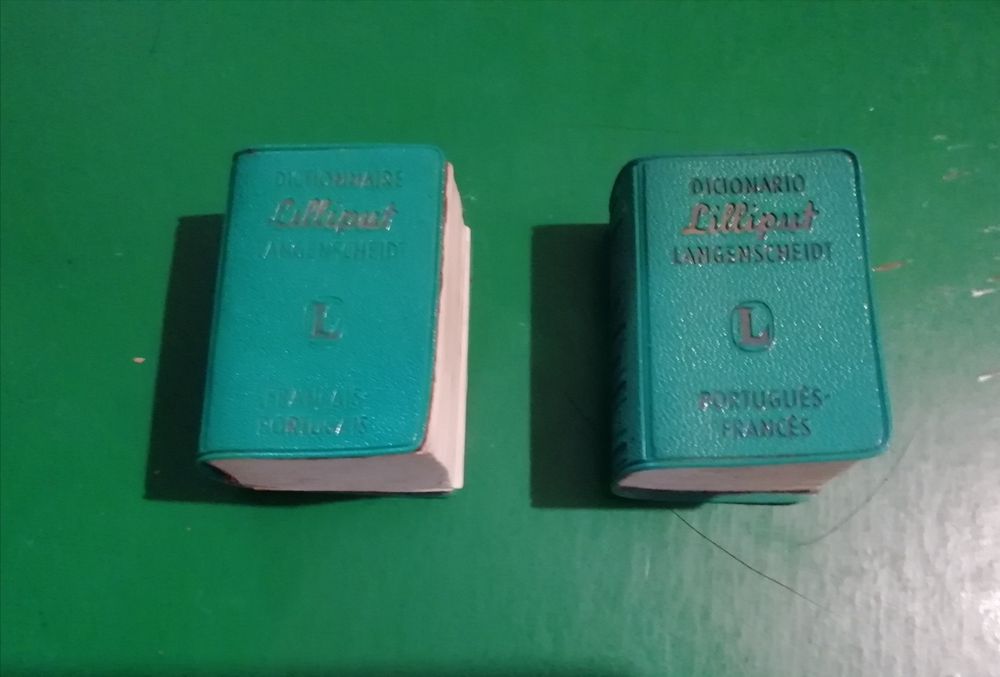 DICTIONNAIRE
Lilliput
LANGENSCHEIDT
L
FRANÇAIS-
PORTUGAIS
DICIONARIO
Lilliput
LANGENSCHEIDT
L
PORTUGUÊS-
FRANCÊS